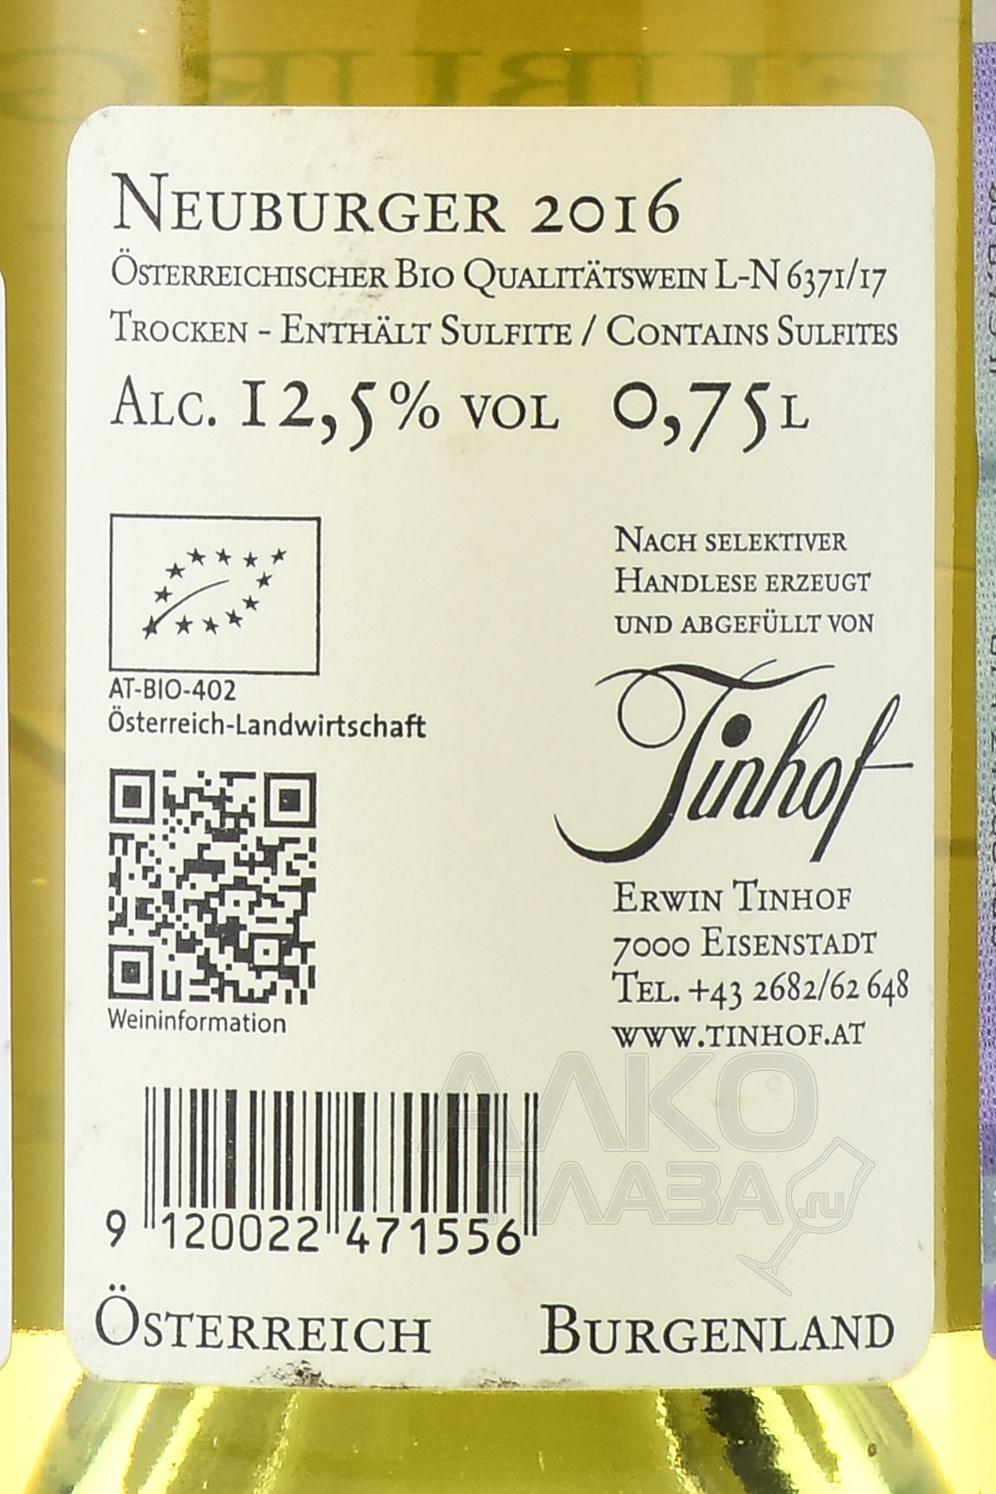 Neuburger 2016
Österreichischer Bio Qualitätswein L-N 6371/17
Trocken - Enthält Sulfite / Contains Sulfites
Alc. 12,5% vol 0,75 L
AT-BIO-402
Österreich-Landwirtschaft
Weininformation
Nach selektiver
Handlese erzeugt
und abgefüllt von
Tinhof
Erwin Tinhof
7000 Eisenstadt
Tel. +43 2682/62 648
www.tinhof.at
АЛКО
ПЛАЗА
.ru
9 120022 471556
Österreich Burgenland